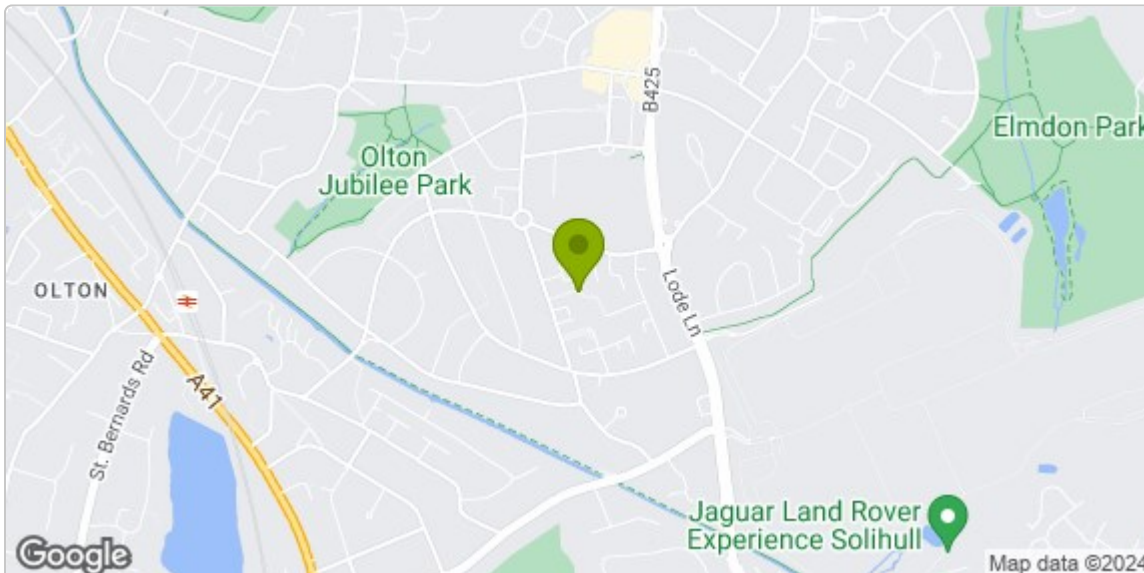 B425
Elmdon Park
Olton
Jubilee Park
OLTON
Lode Ln
St. Bernards Rd
A41
Jaguar Land Rover
Experience Solihull
Google
Map data ©2024